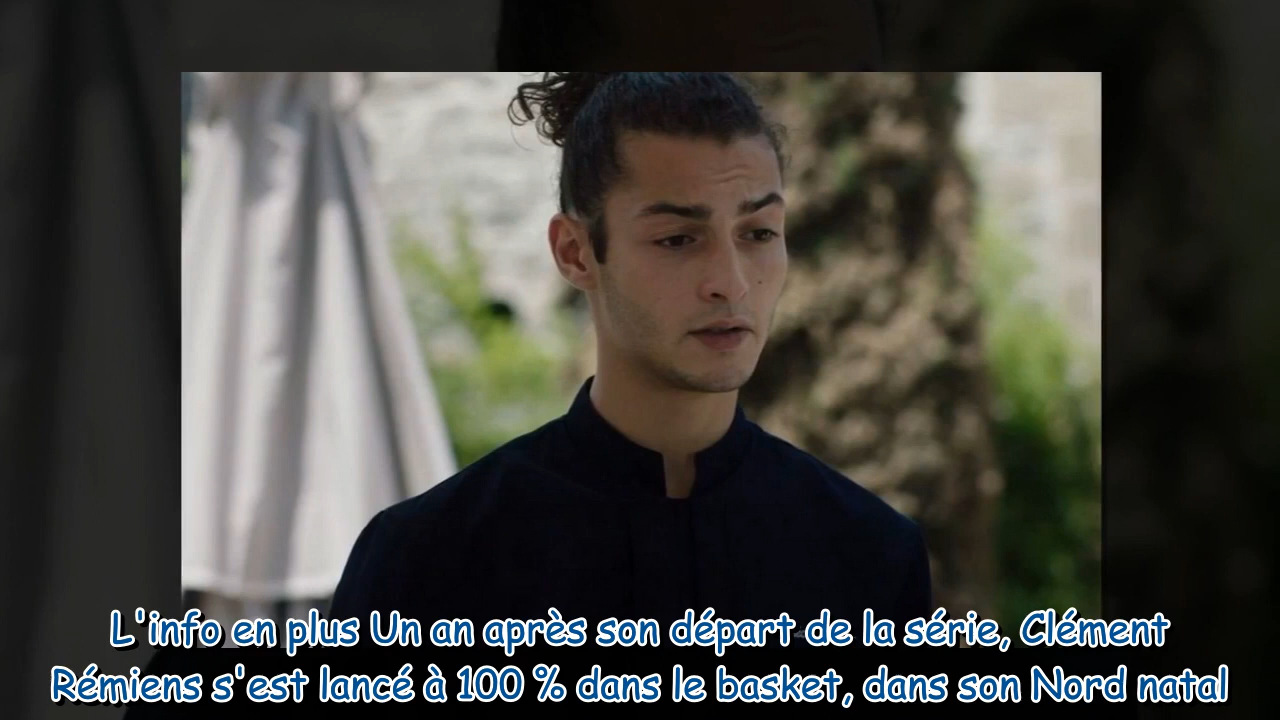 L'info en plus Un an après son départ de la série, Clément
Rémiens s'est lancé à 100 % dans le basket, dans son Nord natal